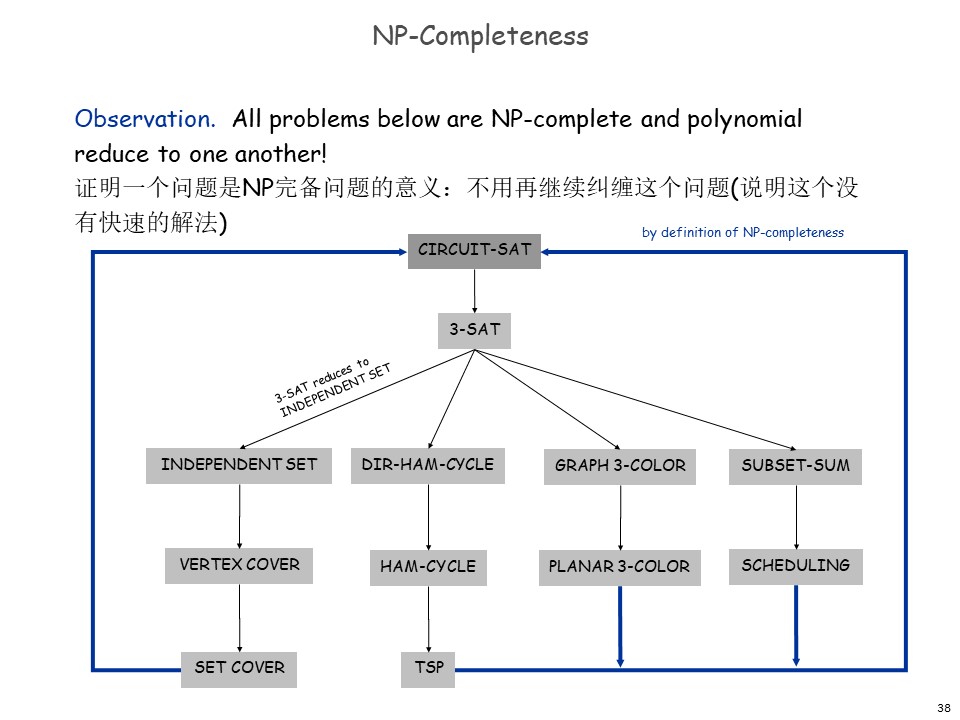 NP-Completeness
Observation. All problems below are NP-complete and polynomial
reduce to one another!
证明一个问题是NP完备问题的意义：不用再继续纠缠这个问题(说明这个没
有快速的解法)
by definition of NP-completeness
CIRCUIT-SAT
3-SAT
3-SAT reduces to
INDEPENDENT SET
INDEPENDENT SET
DIR-HAM-CYCLE
GRAPH 3-COLOR
SUBSET-SUM
VERTEX COVER
HAM-CYCLE
PLANAR 3-COLOR
SCHEDULING
SET COVER
TSP
38